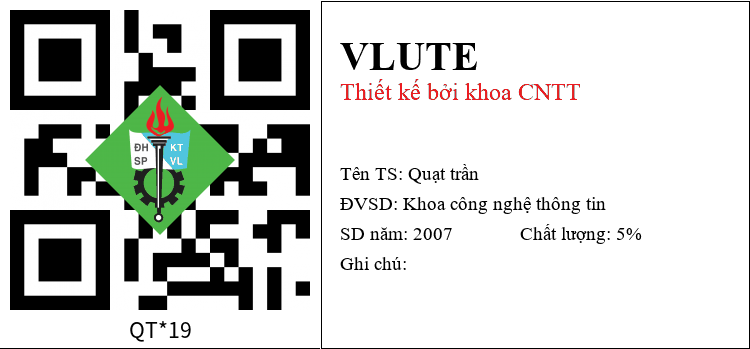 ĐH KT
SP VL
QT*19
VLUTE
Thiết kế bởi khoa CNTT
Tên TS: Quạt trần
ĐVSD: Khoa công nghệ thông tin
SD năm: 2007 Chất lượng: 5%
Ghi chú: